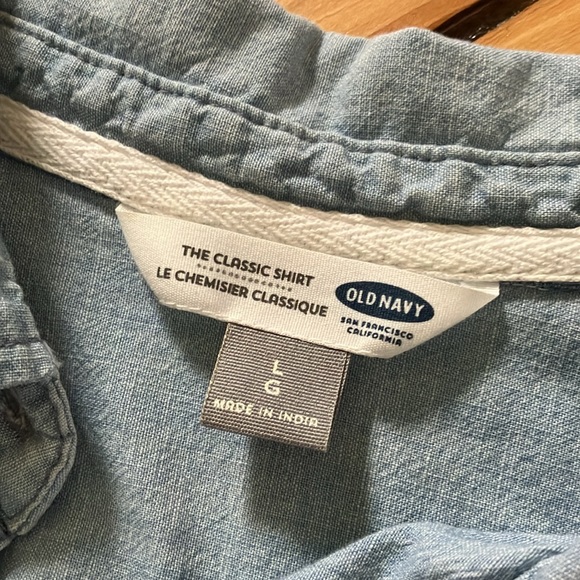 THE CLASSIC SHIRT
LE CHEMISIER CLASSIQUE
OLD NAVY
SAN FRANCISCO
CALIFORNIA
L
G
MADE IN INDIA